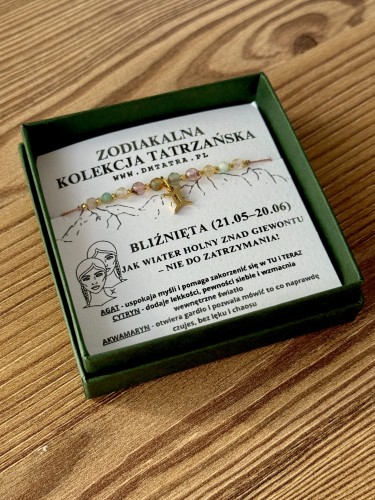 ZODIAKALNA
KOLEKCJA TATRZAŃSKA
WWW.DMTATRA.PL
BLIŹNIĘTA (21.05–20.06)
JAK WIATER HOLNY ZNAD GIEWONTU
– NIE DO ZATRZYMANIA!
AGAT - uspokaja myśli i pomaga zakorzenić się w TU I TERAZ
CYTRYN - dodaje lekkości, pewności siebie i wzmacnia
wewnętrzne światło
AKWAMARYN - otwiera gardło i pozwala mówić to co naprawdę
czujes, bez lęku i chaosu